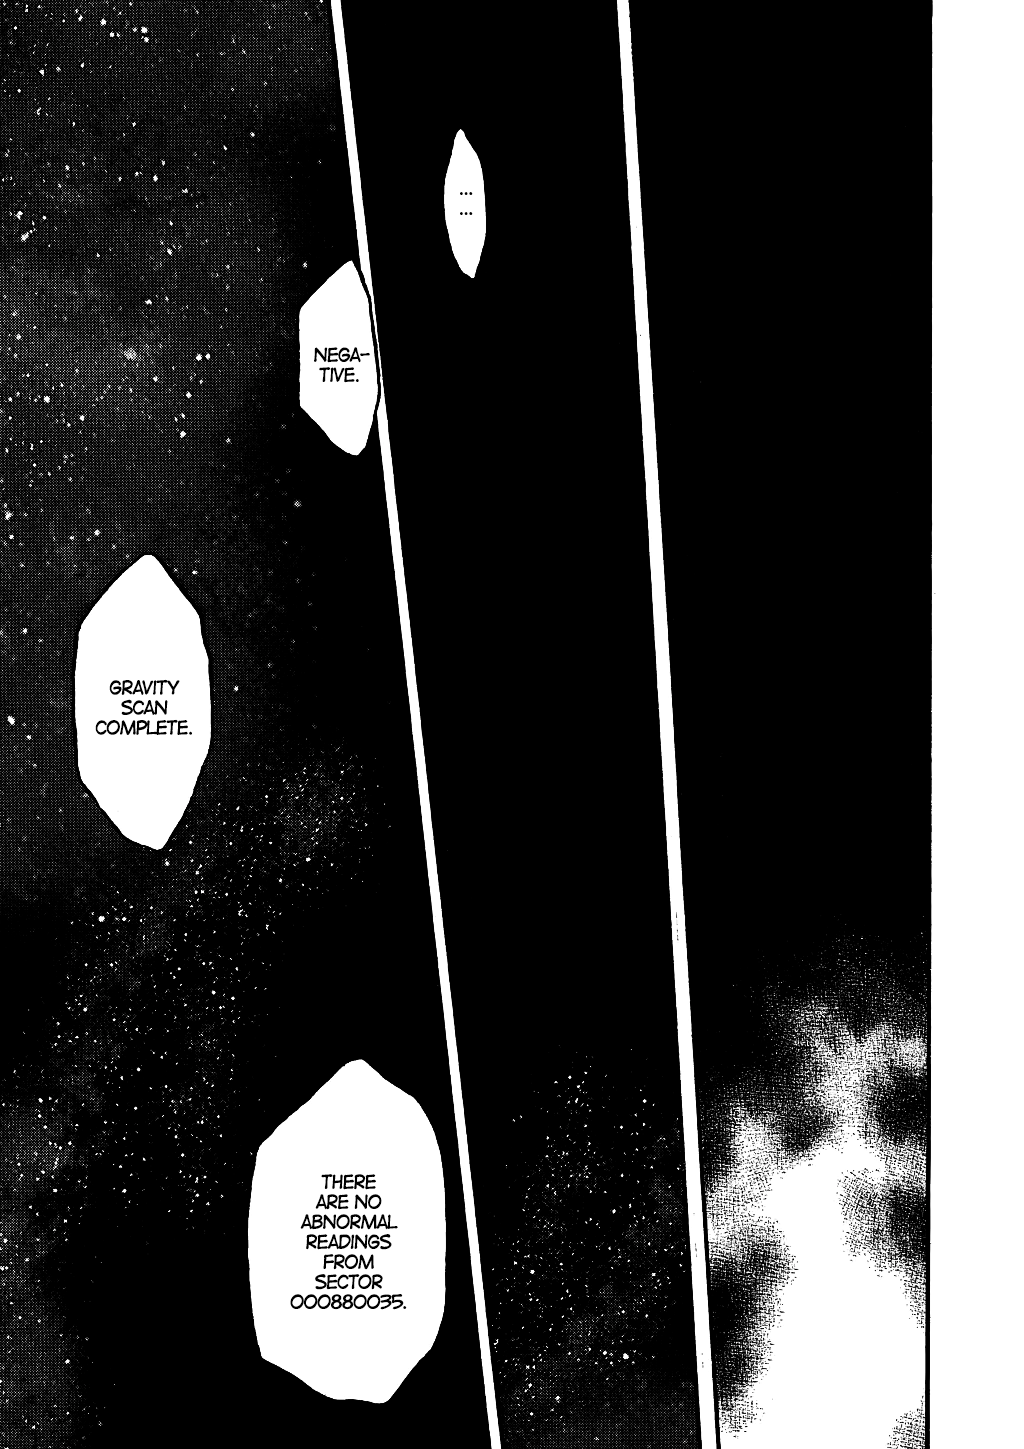 ...
...
NEGA-
TIVE.
GRAVITY
SCAN
COMPLETE.
THERE
ARE NO
ABNORMAL
READINGS
FROM
SECTOR
000880035.